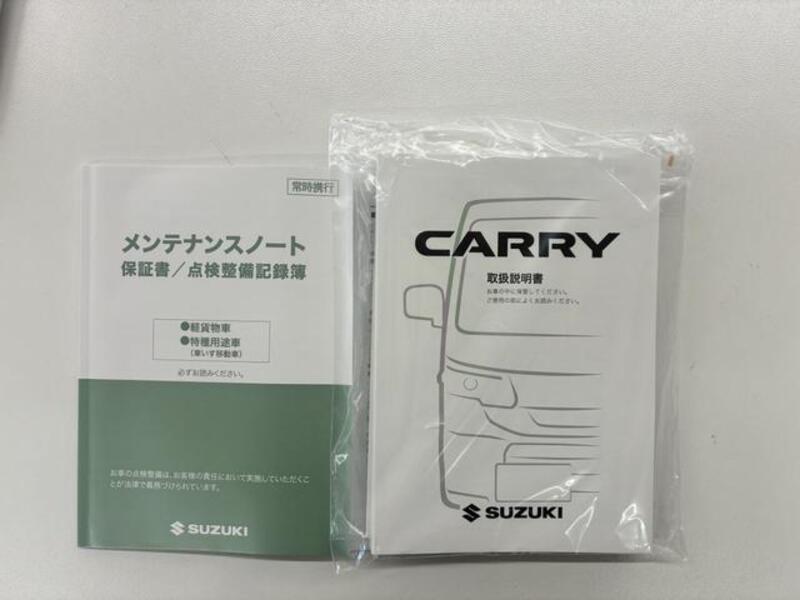 常時携行
メンテナンスノート
保証書／点検整備記録簿
●軽貨物車
●特種用途車
(車いす移動車)
必ずお読みください。
お車の点検整備は、お客様の責任において実施していただくこ
とが法律で義務づけられています。
SUZUKI
CARRY
取扱説明書
お車の中に保管してください。
ご使用の前によくお読みください。
SUZUKI